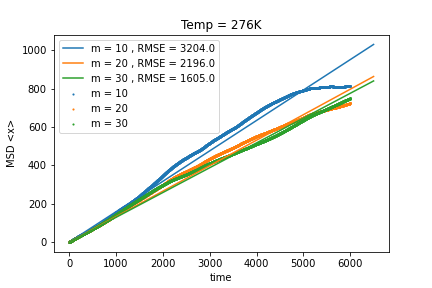 Temp = 276K
m = 10 , RMSE = 3204.0
m = 20 , RMSE = 2196.0
m = 30 , RMSE = 1605.0
m = 10
m = 20
m = 30
1000
800
600
400
200
0
MSD <x>
0 1000 2000 3000 4000 5000 6000
time